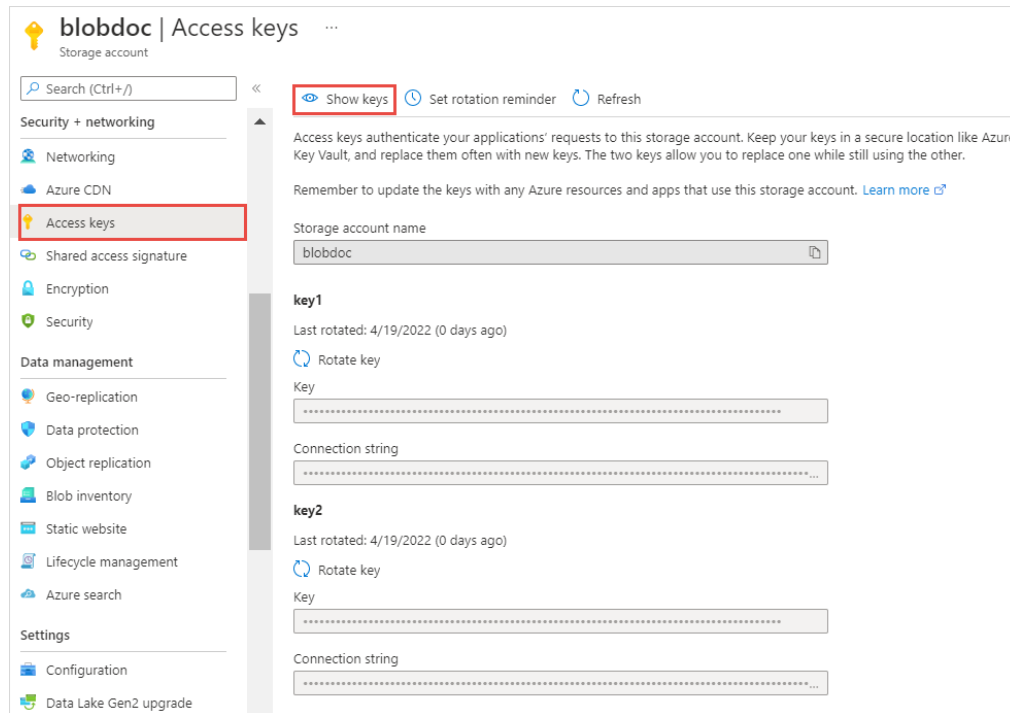 blobdoc | Access keys ...
Storage account
Search (Ctrl+/)
«
Security + networking
Networking
Azure CDN
Access keys
Shared access signature
Encryption
Security
Data management
Geo-replication
Data protection
Object replication
Blob inventory
Static website
Lifecycle management
Azure search
Settings
Configuration
Data Lake Gen2 upgrade
Show keys Set rotation reminder Refresh
Access keys authenticate your applications' requests to this storage account. Keep your keys in a secure location like Azure
Key Vault, and replace them often with new keys. The two keys allow you to replace one while still using the other.
Remember to update the keys with any Azure resources and apps that use this storage account. Learn more
Storage account name
blobdoc
key1
Last rotated: 4/19/2022 (0 days ago)
Rotate key
Key
Connection string
key2
Last rotated: 4/19/2022 (0 days ago)
Rotate key
Key
Connection string